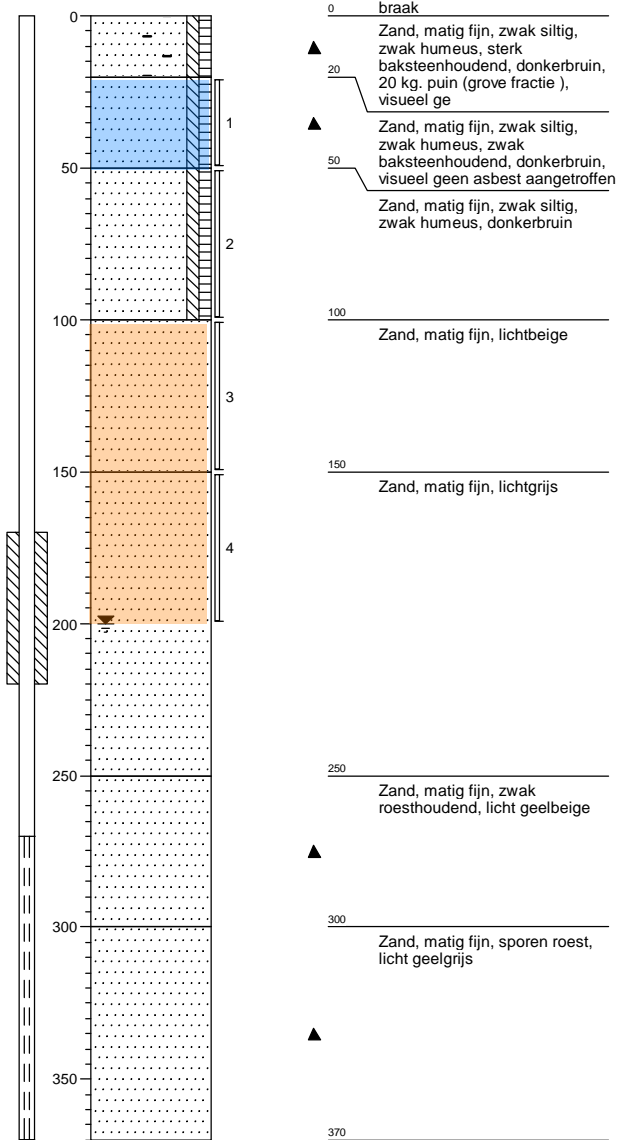 0
braak
0
Zand, matig fijn, zwak siltig,
zwak humeus, sterk
baksteenhoudend, donkerbruin,
20 kg. puin (grove fractie ),
visueel ge
20
1
Zand, matig fijn, zwak siltig,
zwak humeus, zwak
baksteenhoudend, donkerbruin,
visueel geen asbest aangetroffen
50
50
Zand, matig fijn, zwak siltig,
zwak humeus, donkerbruin
2
100
100
Zand, matig fijn, lichtbeige
3
150
150
Zand, matig fijn, lichtgrijs
4
200
250
250
Zand, matig fijn, zwak
roesthoudend, licht geelbeige
300
300
Zand, matig fijn, sporen roest,
licht geelgrijs
350
370